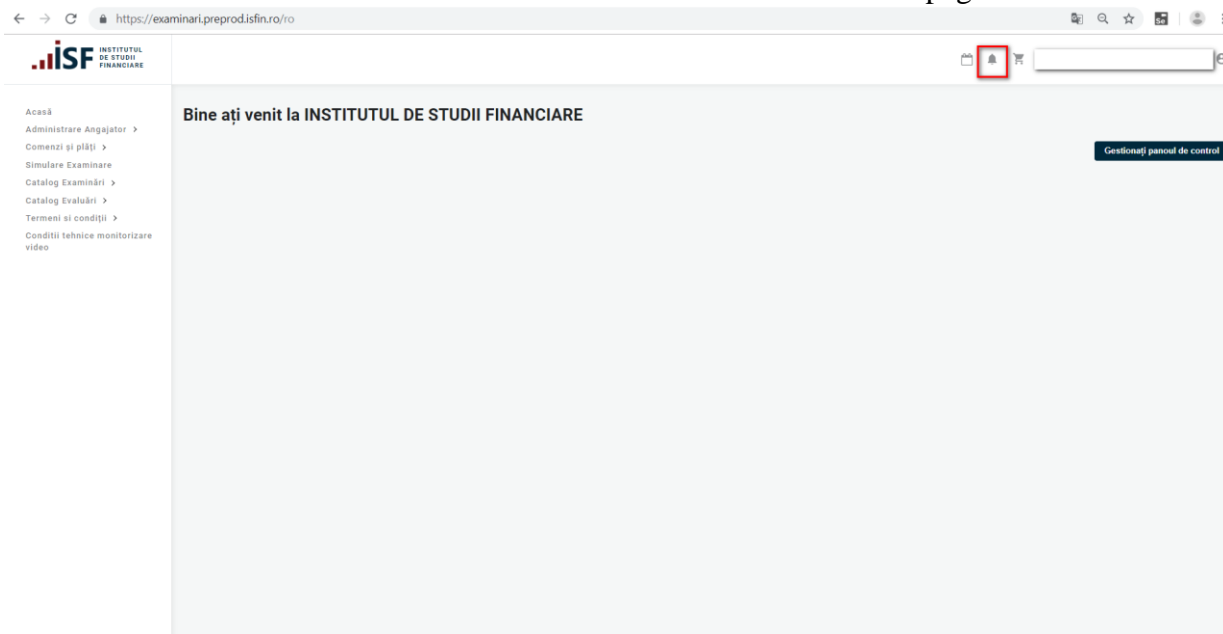 https://examinari.preprod.isfin.ro/ro
iSF INSTITUTUL
DE STUDII
FINANCIARE
Acasă
Administrare Angajator >
Comenzi și plăți >
Simulare Examinare
Catalog Examinări >
Catalog Evaluări >
Termeni si condiții >
Conditii tehnice monitorizare
video
Bine ați venit la INSTITUTUL DE STUDII FINANCIARE
Gestionați panoul de control